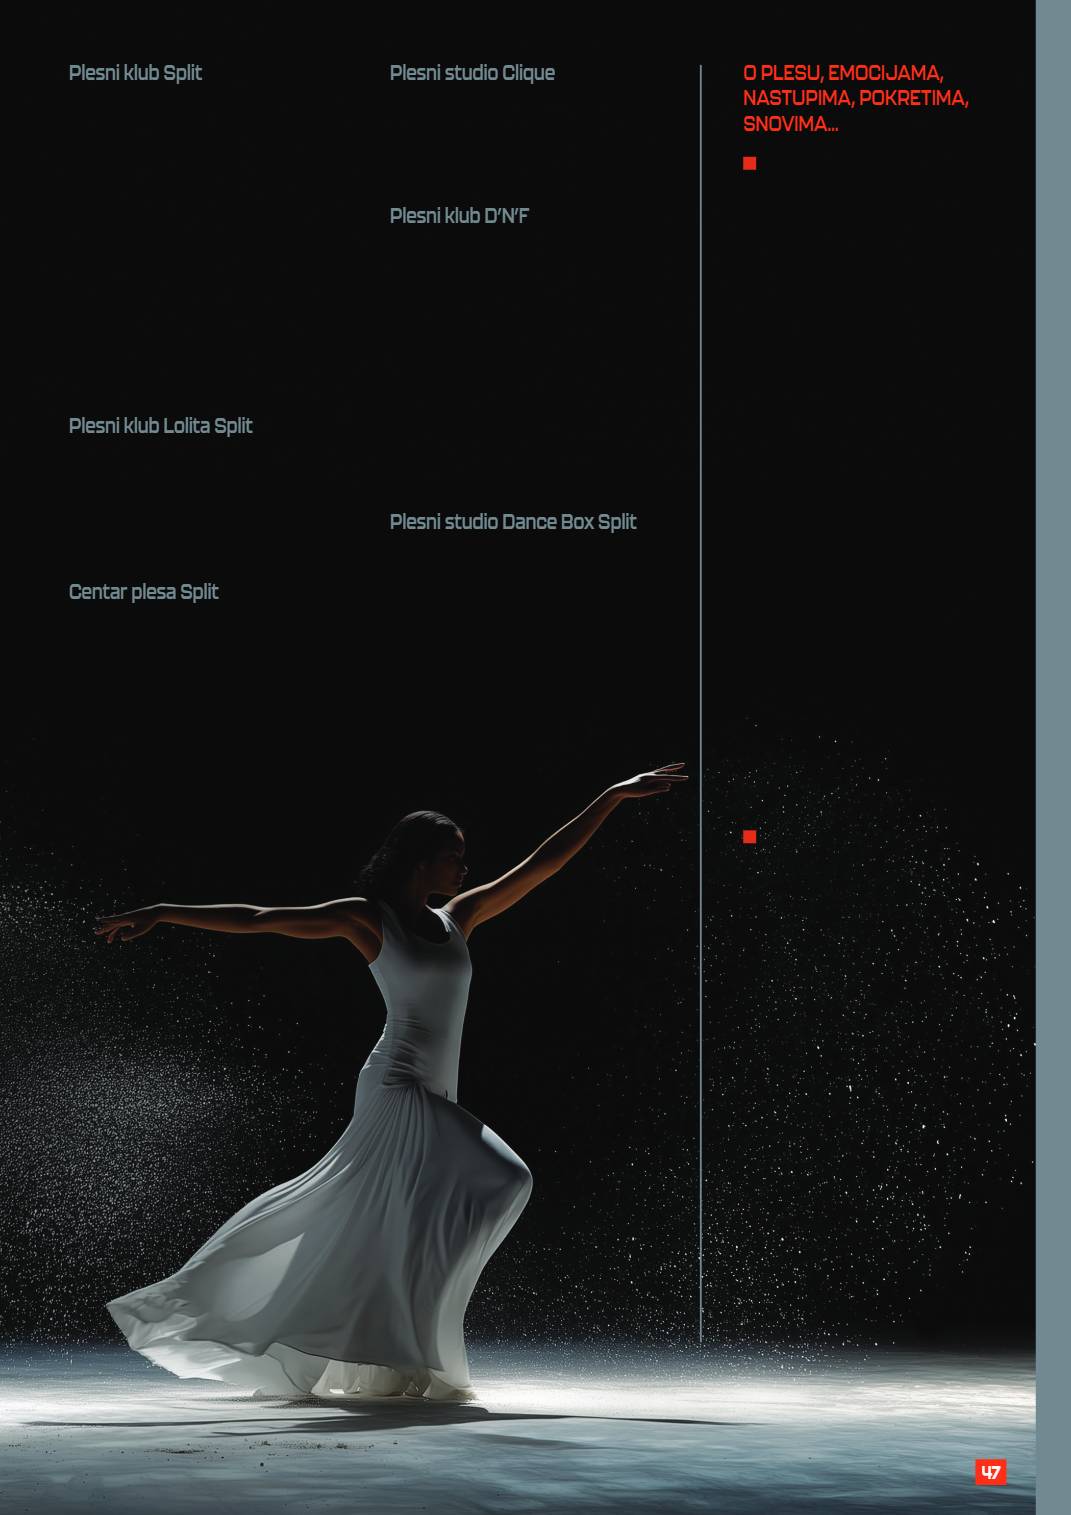 Plesni klub Split
Plesni klub Lolita Split
Centar plesa Split
Plesni studio Clique
Plesni klub D’N’F
Plesni studio Dance Box Split
O PLESU, EMOCIJAMA,
NASTUPIMA, POKRETIMA,
SNOVIMA...
47